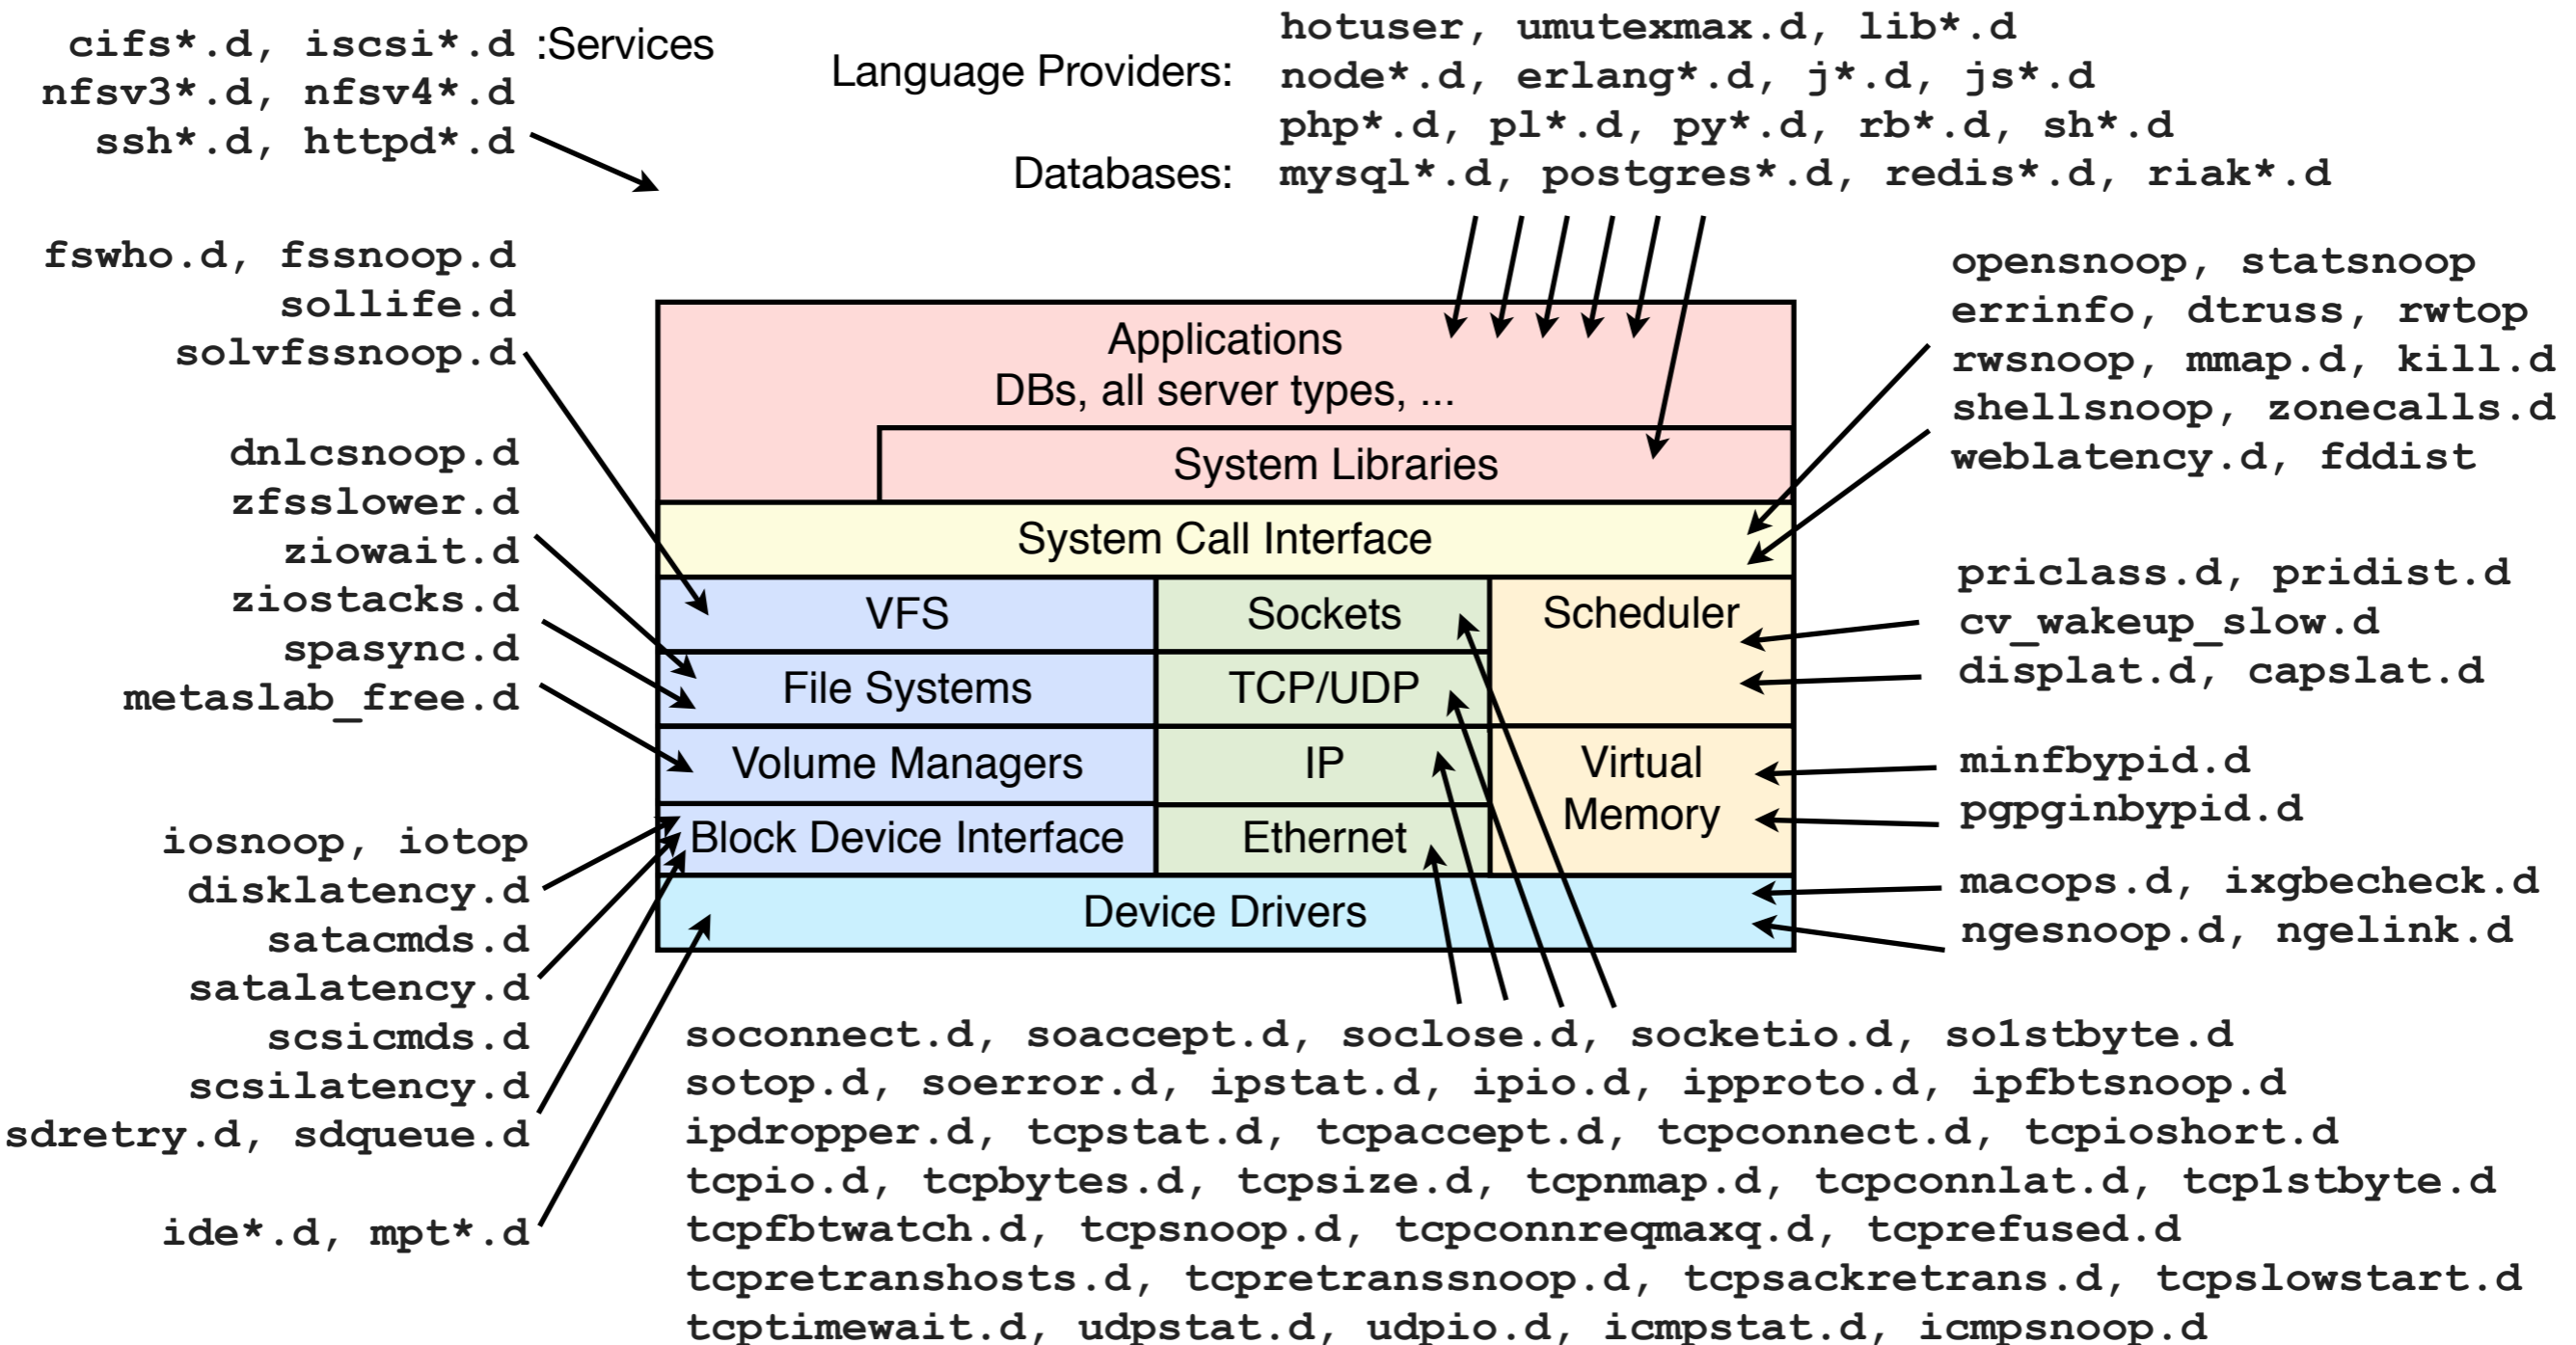 cifs*.d, iscsi*.d :Services
nfsv3*.d, nfsv4*.d
ssh*.d, httpd*.d
hotuser, umutexmax.d, lib*.d
Language Providers: node*.d, erlang*.d, j*.d, js*.d
php*.d, pl*.d, py*.d, rb*.d, sh*.d
Databases: mysql*.d, postgres*.d, redis*.d, riak*.d
fswho.d, fssnoop.d
sollife.d
solvfssnoop.d
dnlcsnoop.d
zfsslower.d
ziowait.d
ziostacks.d
spasync.d
metaslab_free.d
iosnoop, iotop
disklatency.d
satacmds.d
satalatency.d
scsicmds.d
scsilatency.d
sdretry.d, sdqueue.d
ide*.d, mpt*.d
Applications
DBs, all server types, ...
System Libraries
System Call Interface
VFS
Sockets
Scheduler
File Systems
TCP/UDP
Volume Managers
IP
Virtual
Memory
Block Device Interface
Ethernet
Device Drivers
opensnoop, statsnoop
errinfo, dtruss, rwtop
rwsnoop, mmap.d, kill.d
shellsnoop, zonecalls.d
weblatency.d, fddist
priclass.d, pridist.d
cv_wakeup_slow.d
displat.d, capslat.d
minfbypid.d
pgpginbypid.d
macops.d, ixgbecheck.d
ngesnoop.d, ngelink.d
soconnect.d, soaccept.d, soclose.d, socketio.d, so1stbyte.d
sotop.d, soerror.d, ipstat.d, ipio.d, ipproto.d, ipfbtsnoop.d
ipdropper.d, tcpstat.d, tcpaccept.d, tcpconnect.d, tcpioshort.d
tcpio.d, tcpbytes.d, tcpsize.d, tcpnmap.d, tcpconnlat.d, tcp1stbyte.d
tcpfbtwatch.d, tcpsnoop.d, tcpconnreqmaxq.d, tcprefused.d
tcpretranshosts.d, tcpretranssnoop.d, tcpsackretrans.d, tcpslowstart.d
tcptimewait.d, udpstat.d, udpio.d, icmpstat.d, icmpsnoop.d